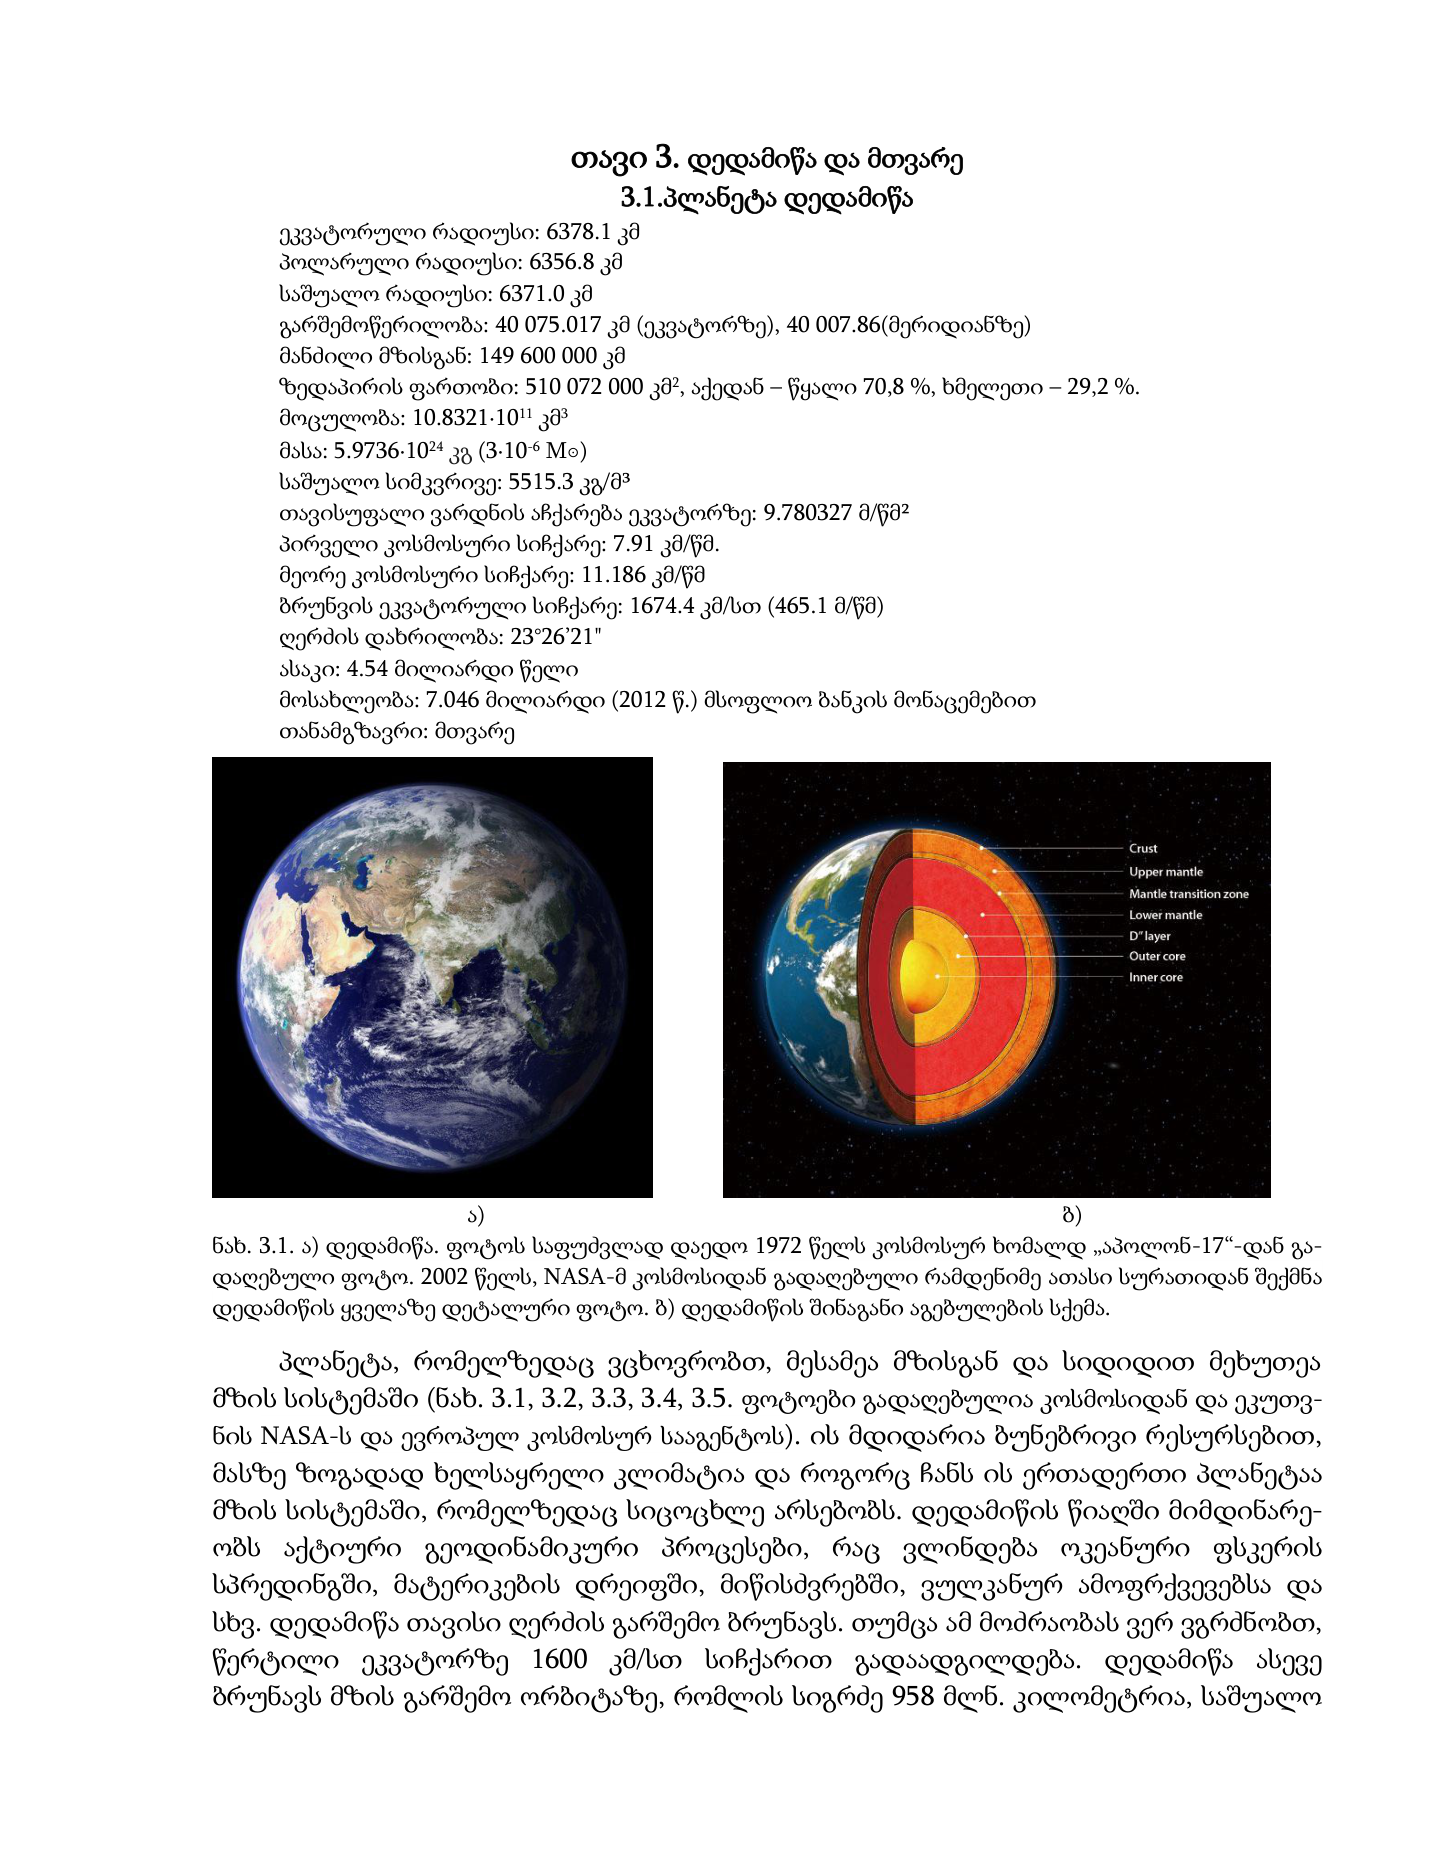 თავი 3. დედამიწა და მთვარე
3.1.პლანეტა დედამიწა
ეკვატორული რადიუსი: 6378.1 კმ
პოლარული რადიუსი: 6356.8 კმ
საშუალო რადიუსი: 6371.0 კმ
გარშემოწერილობა: 40 075.017 კმ (ეკვატორზე), 40 007.86(მერიდიანზე)
მანძილი მზისგან: 149 600 000 კმ
ზედაპირის ფართობი: 510 072 000 კმ², აქედან – წყალი 70,8 %, ხმელეთი – 29,2 %.
მოცულობა: 10.8321·10¹¹ კმ³
მასა: 5.9736·10²⁴ კგ (3·10⁻⁶ M⊙)
საშუალო სიმკვრივე: 5515.3 კგ/მ³
თავისუფალი ვარდნის აჩქარება ეკვატორზე: 9.780327 მ/წმ²
პირველი კოსმოსური სიჩქარე: 7.91 კმ/წმ.
მეორე კოსმოსური სიჩქარე: 11.186 კმ/წმ
ბრუნვის ეკვატორული სიჩქარე: 1674.4 კმ/სთ (465.1 მ/წმ)
ღერძის დახრილობა: 23°26’21"
ასაკი: 4.54 მილიარდი წელი
მოსახლეობა: 7.046 მილიარდი (2012 წ.) მსოფლიო ბანკის მონაცემებით
თანამგზავრი: მთვარე
Crust
Upper mantle
Mantle transition zone
Lower mantle
D" layer
Outer core
Inner core
ა) ბ)
ნახ. 3.1. ა) დედამიწა. ფოტოს საფუძვლად დაედო 1972 წელს კოსმოსურ ხომალდ „აპოლონ-17“-დან გა-
დაღებული ფოტო. 2002 წელს, NASA-მ კოსმოსიდან გადაღებული რამდენიმე ათასი სურათიდან შექმნა
დედამიწის ყველაზე დეტალური ფოტო. ბ) დედამიწის შინაგანი აგებულების სქემა.
პლანეტა, რომელზედაც ვცხოვრობთ, მესამეა მზისგან და სიდიდით მეხუთეა
მზის სისტემაში (ნახ. 3.1, 3.2, 3.3, 3.4, 3.5. ფოტოები გადაღებულია კოსმოსიდან და ეკუთვ-
ნის NASA-ს და ევროპულ კოსმოსურ სააგენტოს). ის მდიდარია ბუნებრივი რესურსებით,
მასზე ზოგადად ხელსაყრელი კლიმატია და როგორც ჩანს ის ერთადერთი პლანეტაა
მზის სისტემაში, რომელზედაც სიცოცხლე არსებობს. დედამიწის წიაღში მიმდინარე-
ობს აქტიური გეოდინამიკური პროცესები, რაც ვლინდება ოკეანური ფსკერის
სპრედინგში, მატერიკების დრეიფში, მიწისძვრებში, ვულკანურ ამოფრქვევებსა და
სხვ. დედამიწა თავისი ღერძის გარშემო ბრუნავს. თუმცა ამ მოძრაობას ვერ ვგრძნობთ,
წერტილი ეკვატორზე 1600 კმ/სთ სიჩქარით გადაადგილდება. დედამიწა ასევე
ბრუნავს მზის გარშემო ორბიტაზე, რომლის სიგრძე 958 მლნ. კილომეტრია, საშუალო